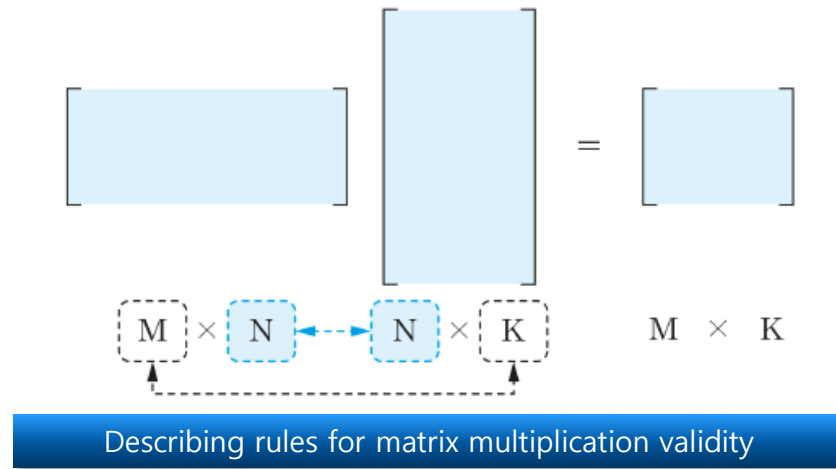 =
M × N N × K M × K
Describing rules for matrix multiplication validity